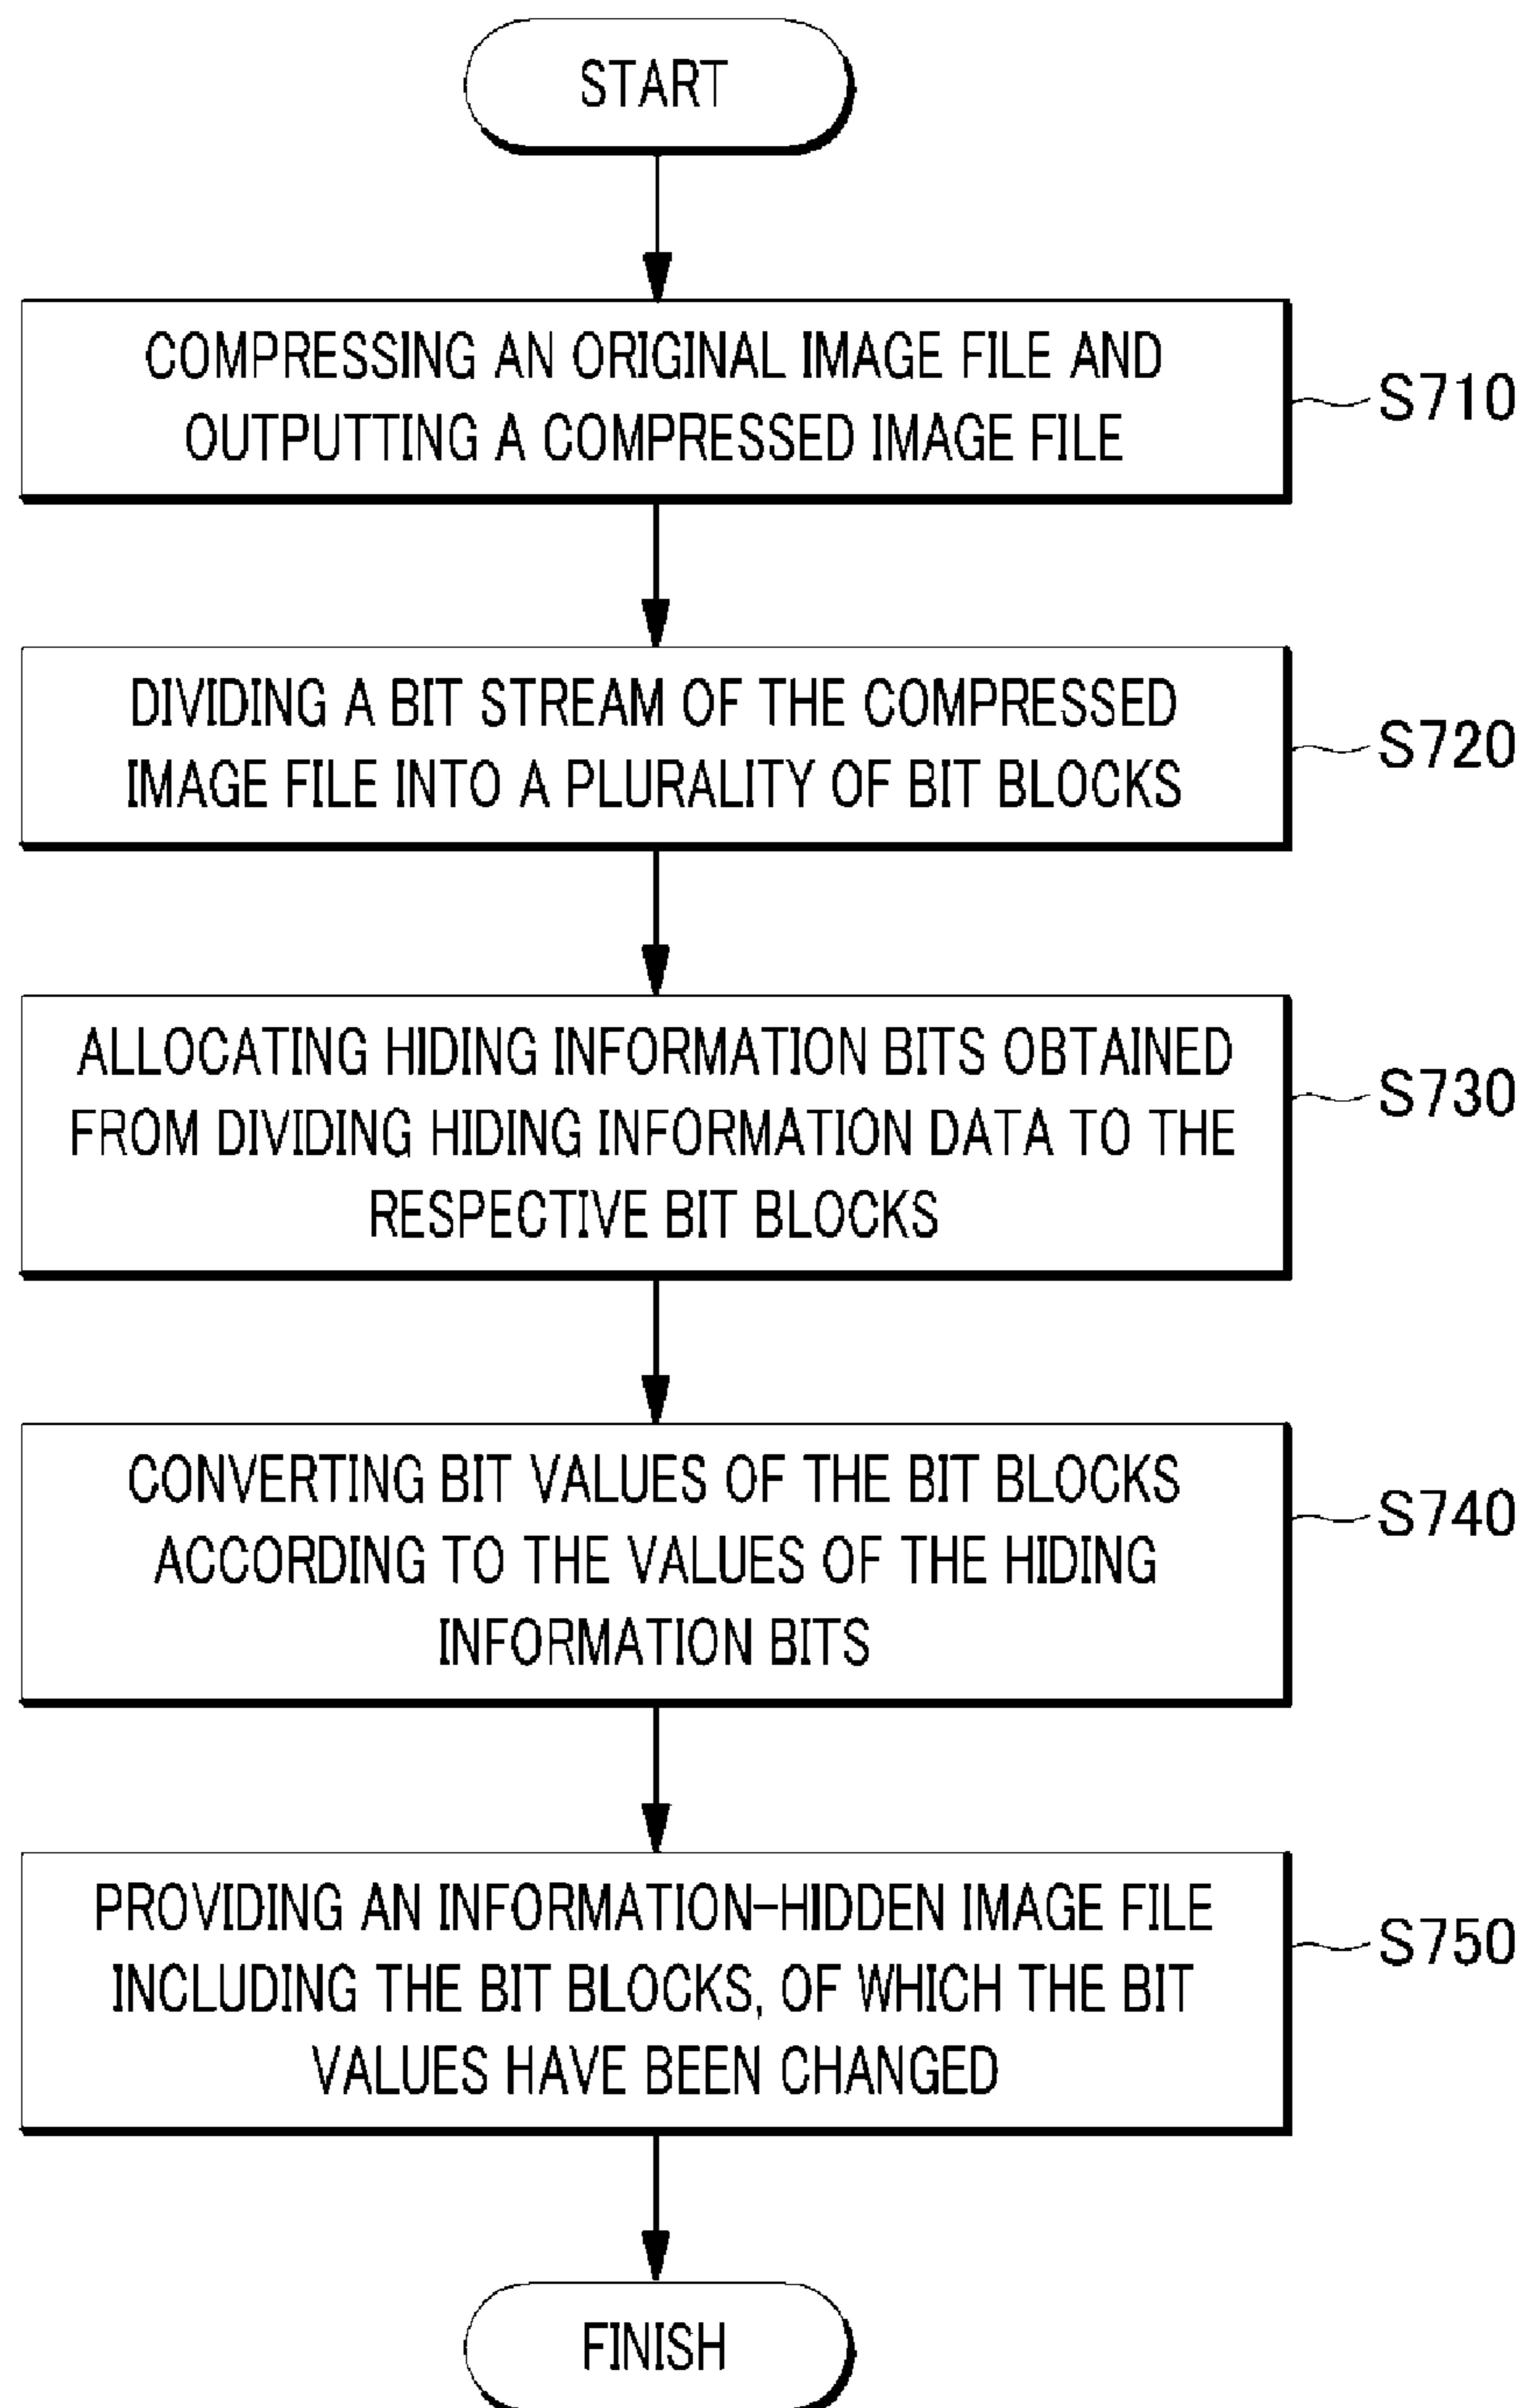 START
COMPRESSING AN ORIGINAL IMAGE FILE AND
OUTPUTTING A COMPRESSED IMAGE FILE
S710
DIVIDING A BIT STREAM OF THE COMPRESSED
IMAGE FILE INTO A PLURALITY OF BIT BLOCKS
S720
ALLOCATING HIDING INFORMATION BITS OBTAINED
FROM DIVIDING HIDING INFORMATION DATA TO THE
RESPECTIVE BIT BLOCKS
S730
CONVERTING BIT VALUES OF THE BIT BLOCKS
ACCORDING TO THE VALUES OF THE HIDING
INFORMATION BITS
S740
PROVIDING AN INFORMATION-HIDDEN IMAGE FILE
INCLUDING THE BIT BLOCKS, OF WHICH THE BIT
VALUES HAVE BEEN CHANGED
S750
FINISH